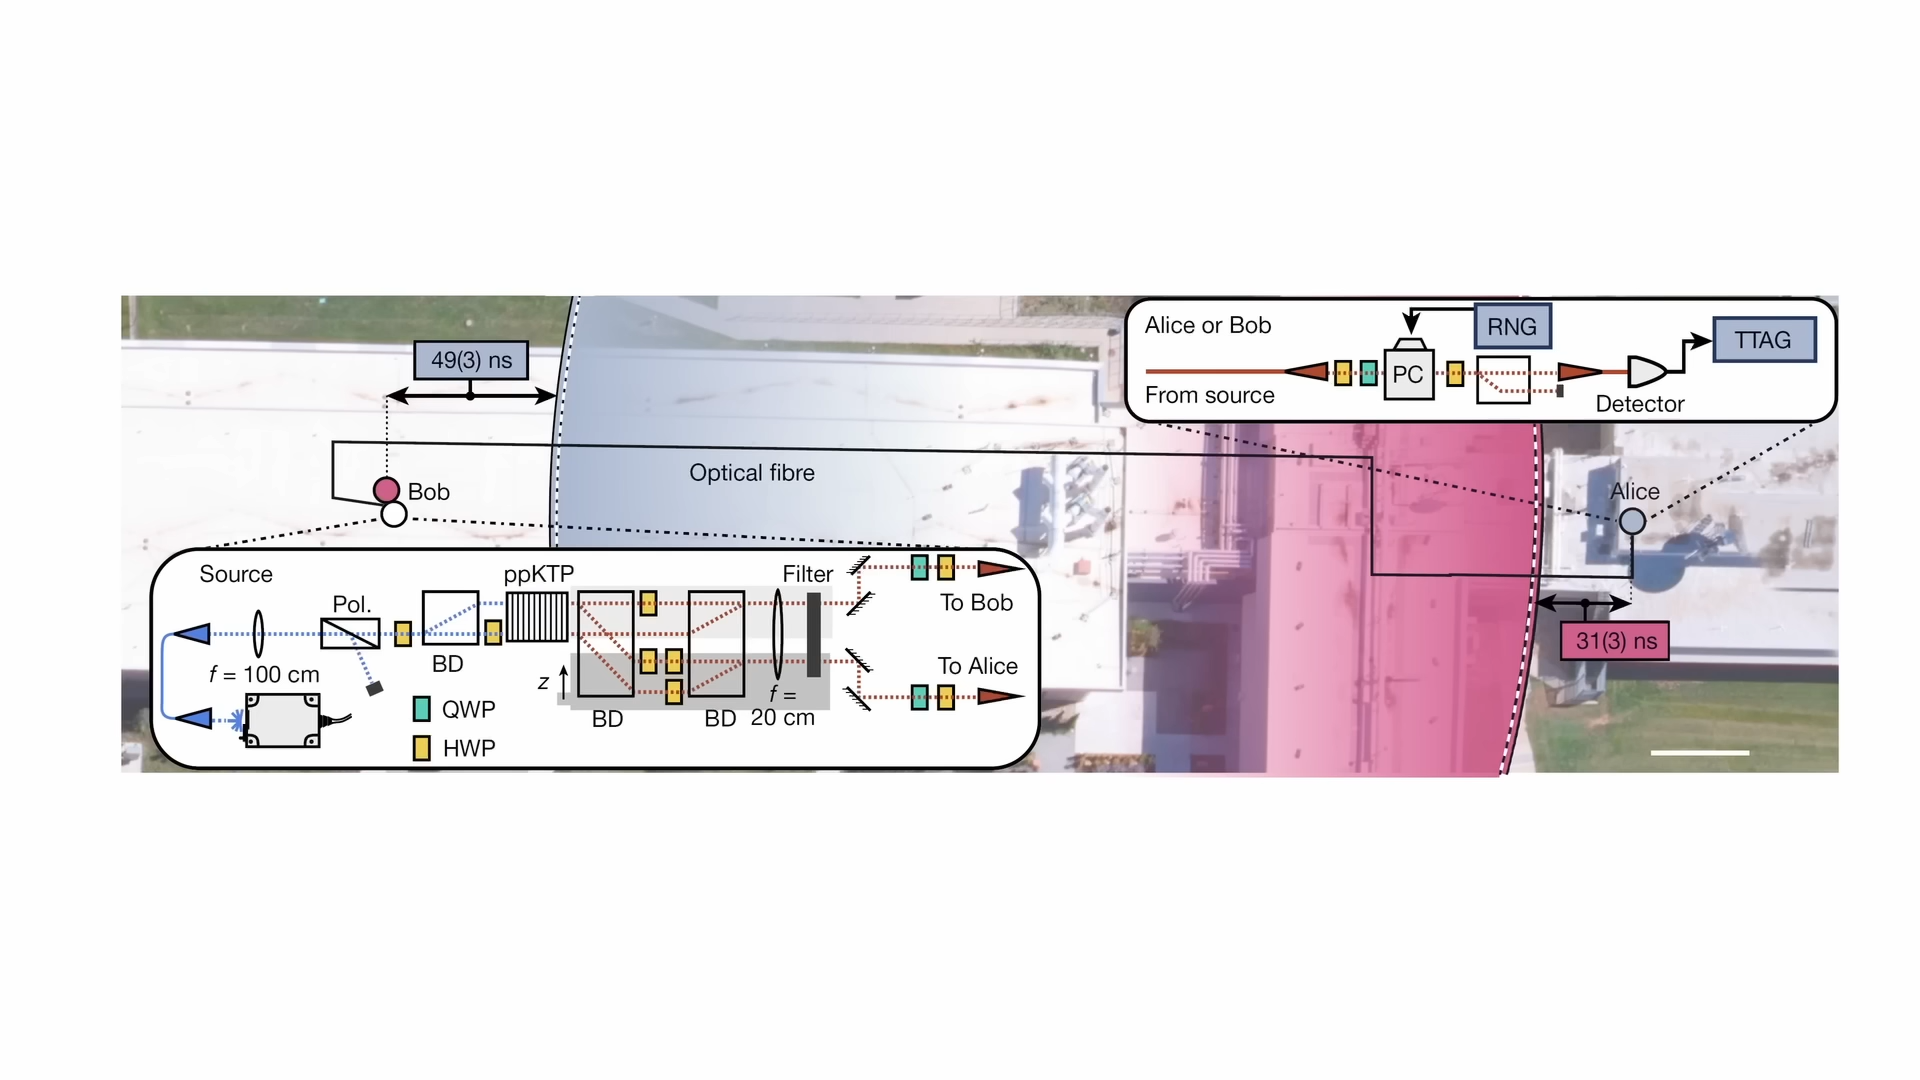 Alice or Bob
RNG
TTAG
PC
From source
Detector
49(3) ns
Optical fibre
Bob
Alice
31(3) ns
Source
ppKTP
Filter
Pol.
To Bob
BD
f = 100 cm
z
To Alice
f =
20 cm
BD
BD
QWP
HWP